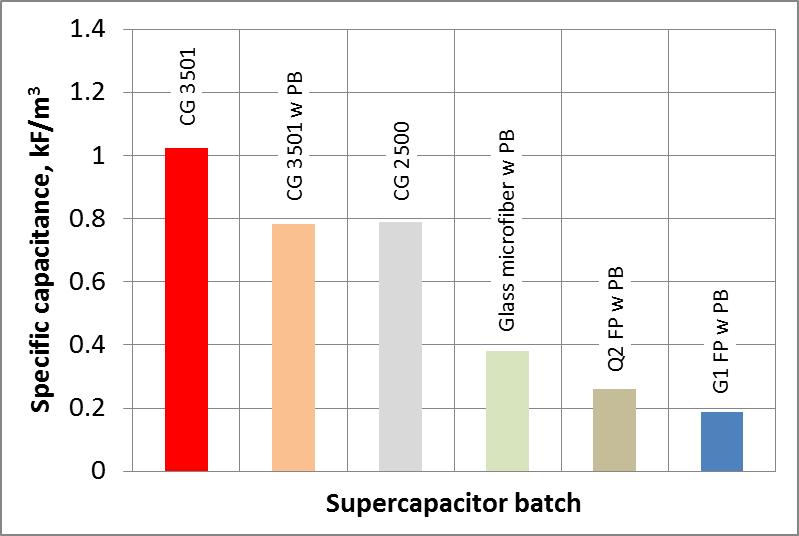 Specific capacitance, kF/m³
1.4
1.2
1
0.8
0.6
0.4
0.2
0
CG 3501
CG 3501 w PB
CG 2500
Glass microfiber w PB
Q2 FP w PB
G1 FP w PB
Supercapacitor batch